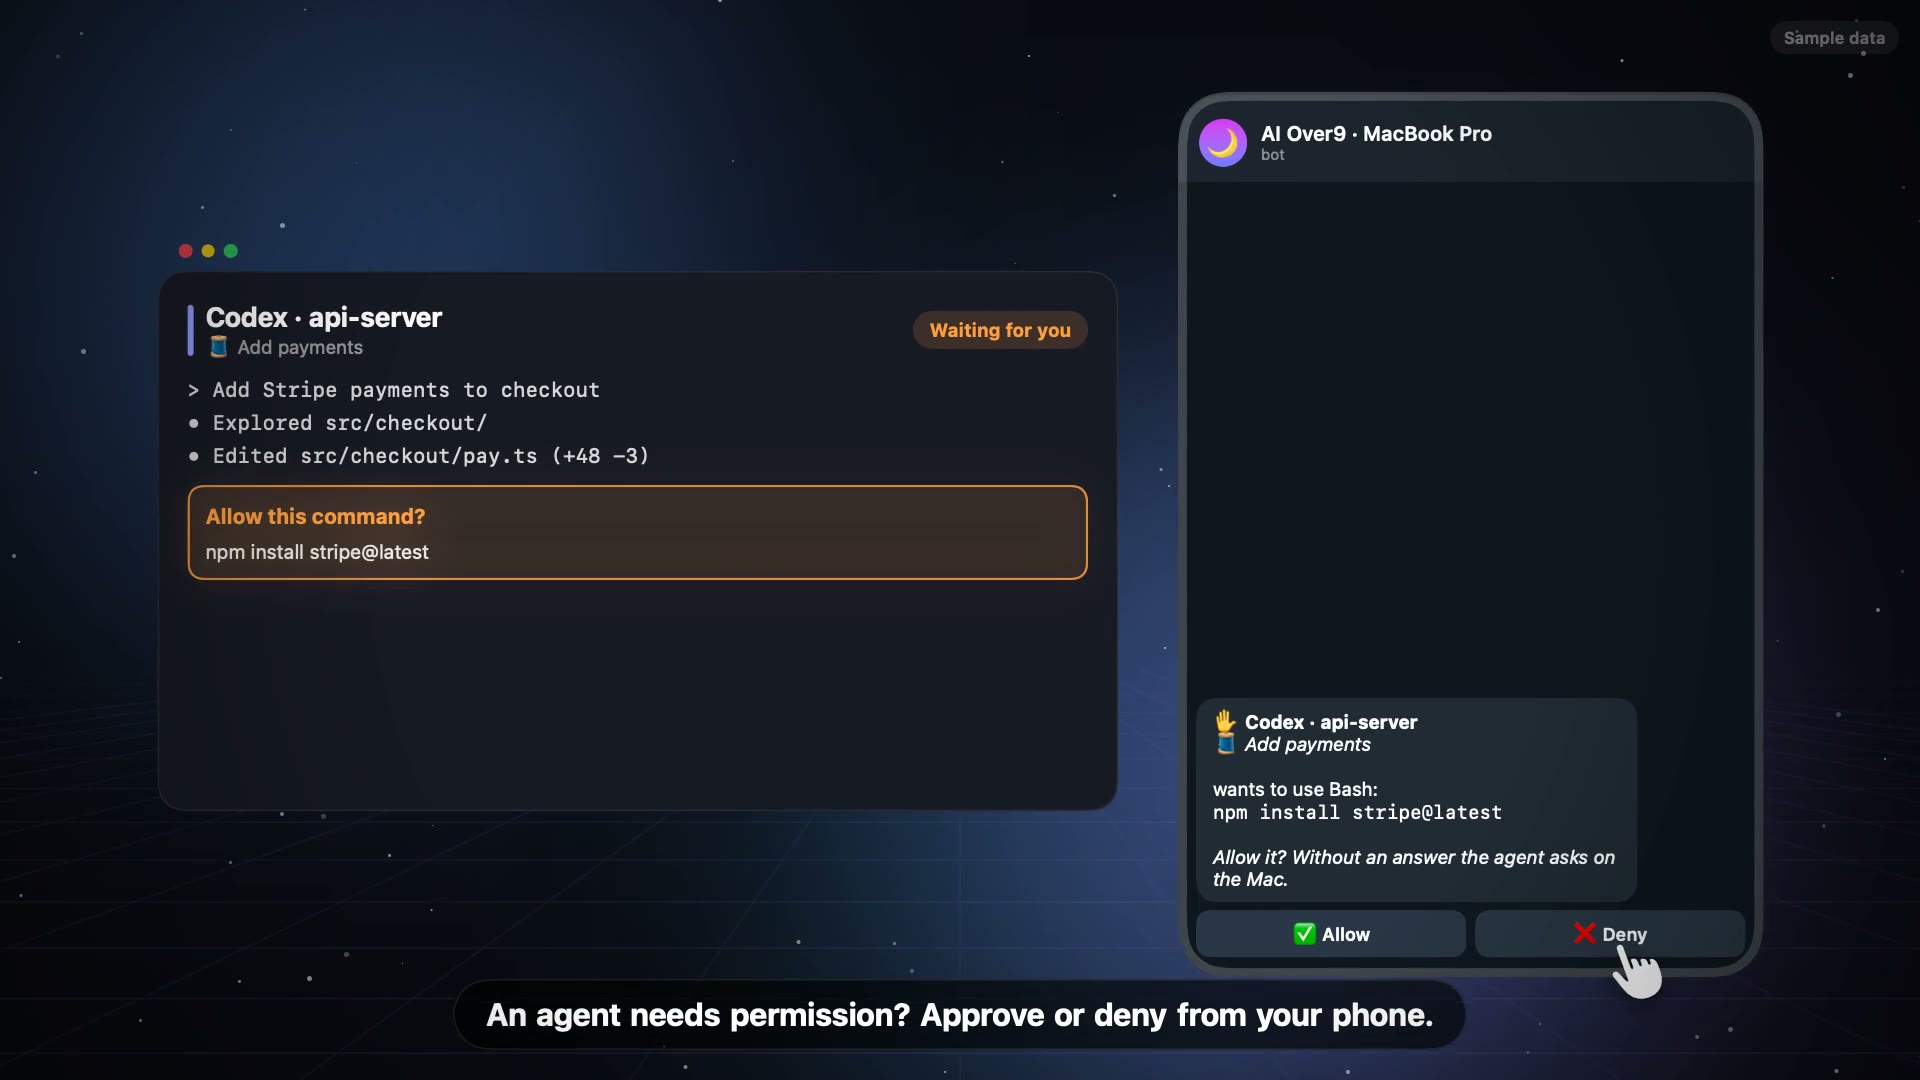 Sample data
Codex · api-server
🧵 Add payments
Waiting for you
> Add Stripe payments to checkout
● Explored src/checkout/
● Edited src/checkout/pay.ts (+48 −3)
Allow this command?
npm install stripe@latest
AI Over9 · MacBook Pro
bot
✋ Codex · api-server
🧵 Add payments
wants to use Bash:
npm install stripe@latest
Allow it? Without an answer the agent asks on
the Mac.
✅ Allow
❌ Deny
An agent needs permission? Approve or deny from your phone.